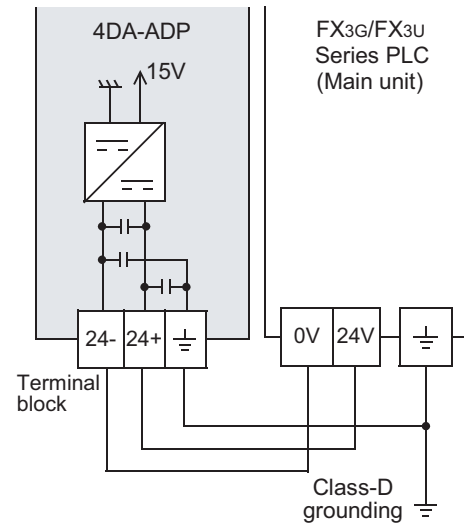 4DA-ADP
15V
FX3G/FX3U
Series PLC
(Main unit)
24- 24+
0V 24V
Terminal
block
Class-D
grounding